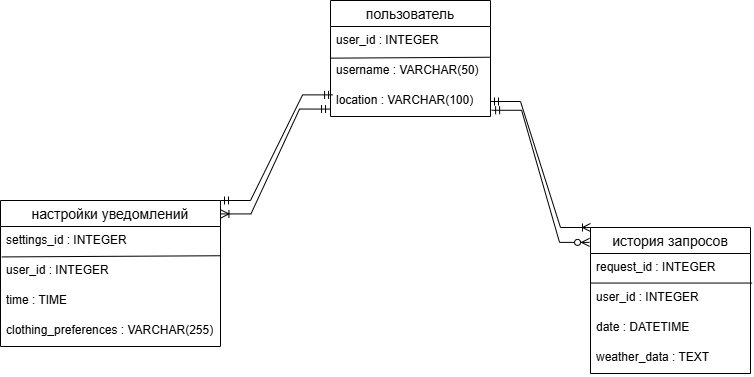 пользователь
user_id : INTEGER
username : VARCHAR(50)
location : VARCHAR(100)
настройки уведомлений
settings_id : INTEGER
user_id : INTEGER
time : TIME
clothing_preferences : VARCHAR(255)
история запросов
request_id : INTEGER
user_id : INTEGER
date : DATETIME
weather_data : TEXT